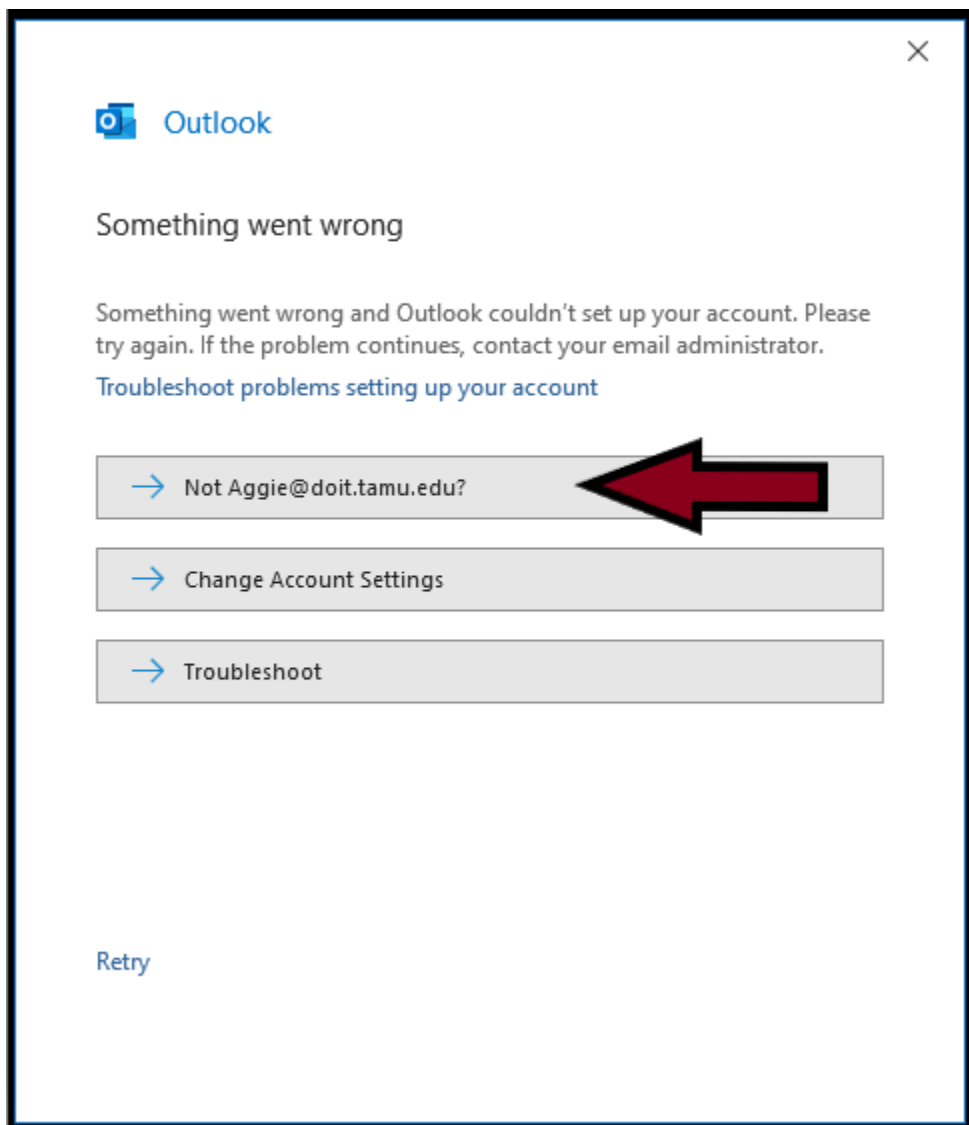 Outlook
Something went wrong
Something went wrong and Outlook couldn't set up your account. Please
try again. If the problem continues, contact your email administrator.
Troubleshoot problems setting up your account
Not Aggie@doit.tamu.edu?
Change Account Settings
Troubleshoot
Retry